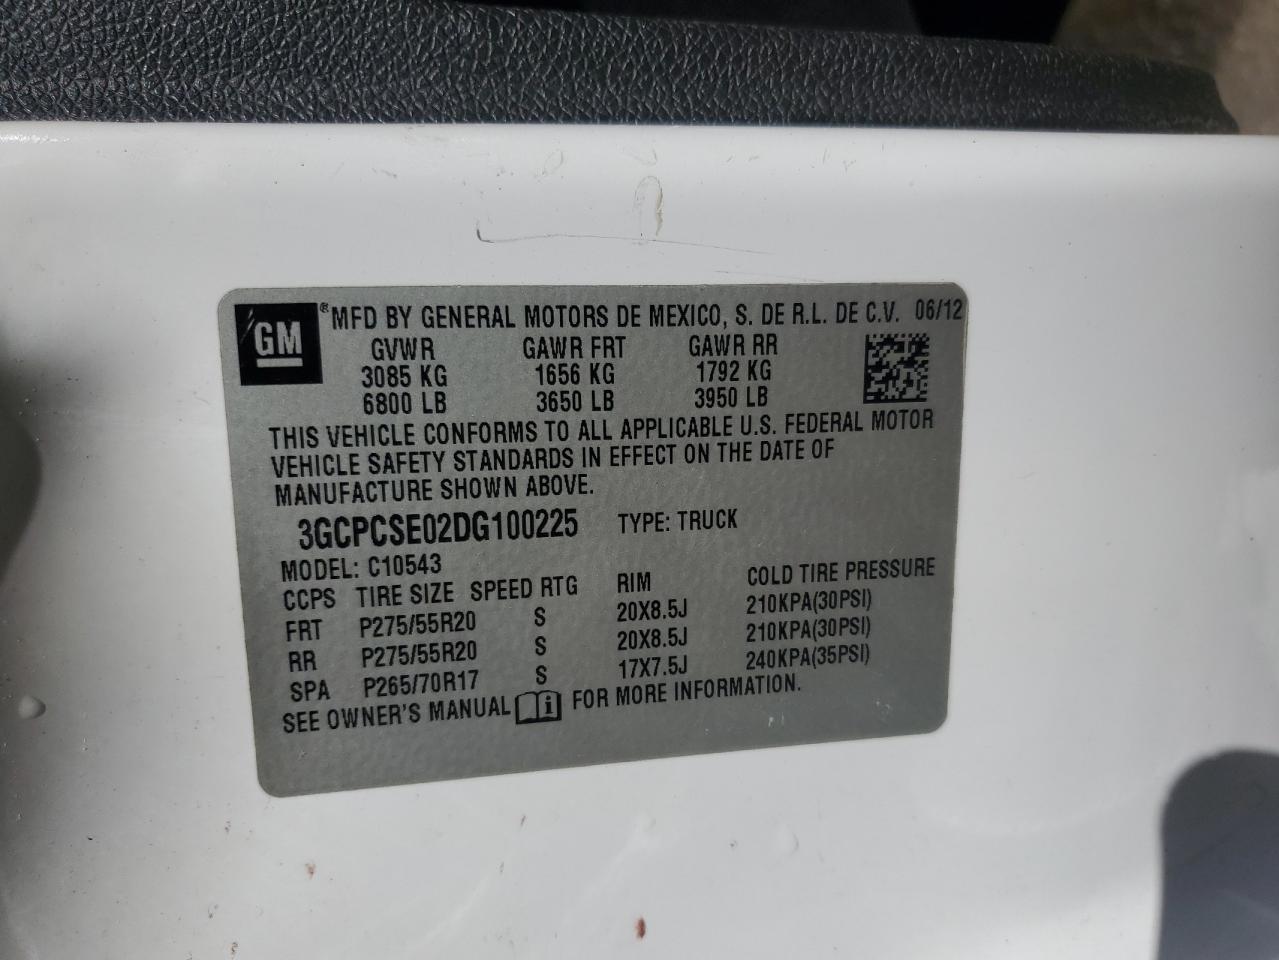 GM ® MFD BY GENERAL MOTORS DE MEXICO, S. DE R.L. DE C.V. 06/12
GVWR GAWR FRT GAWR RR
3085 KG 1656 KG 1792 KG
6800 LB 3650 LB 3950 LB
THIS VEHICLE CONFORMS TO ALL APPLICABLE U.S. FEDERAL MOTOR
VEHICLE SAFETY STANDARDS IN EFFECT ON THE DATE OF
MANUFACTURE SHOWN ABOVE.
3GCPCSE02DG100225 TYPE: TRUCK
MODEL: C10543
CCPS TIRE SIZE SPEED RTG RIM COLD TIRE PRESSURE
FRT P275/55R20 S 20X8.5J 210KPA(30PSI)
RR P275/55R20 S 20X8.5J 210KPA(30PSI)
SPA P265/70R17 S 17X7.5J 240KPA(35PSI)
SEE OWNER'S MANUAL i FOR MORE INFORMATION.